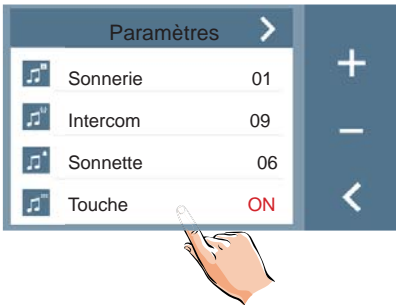 Paramètres
Sonnerie 01
Intercom 09
Sonnette 06
Touche ON